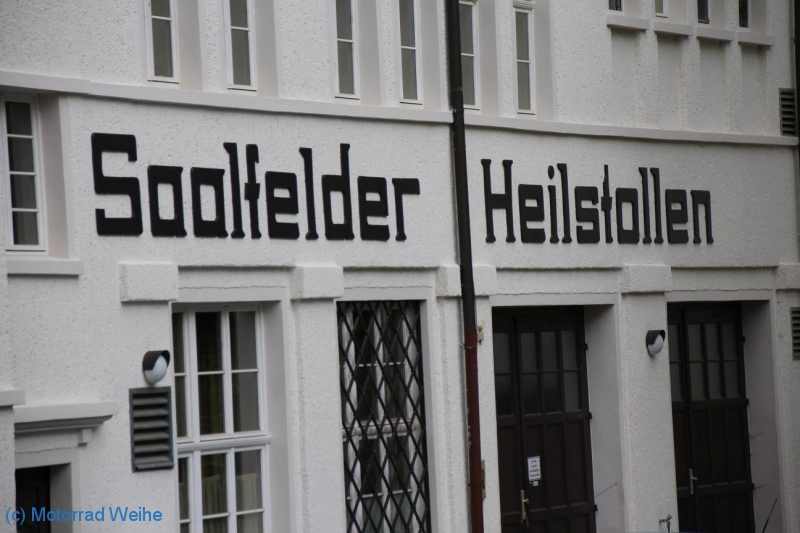 Saalfelder Heilstollen
(c) Motorrad Weihe